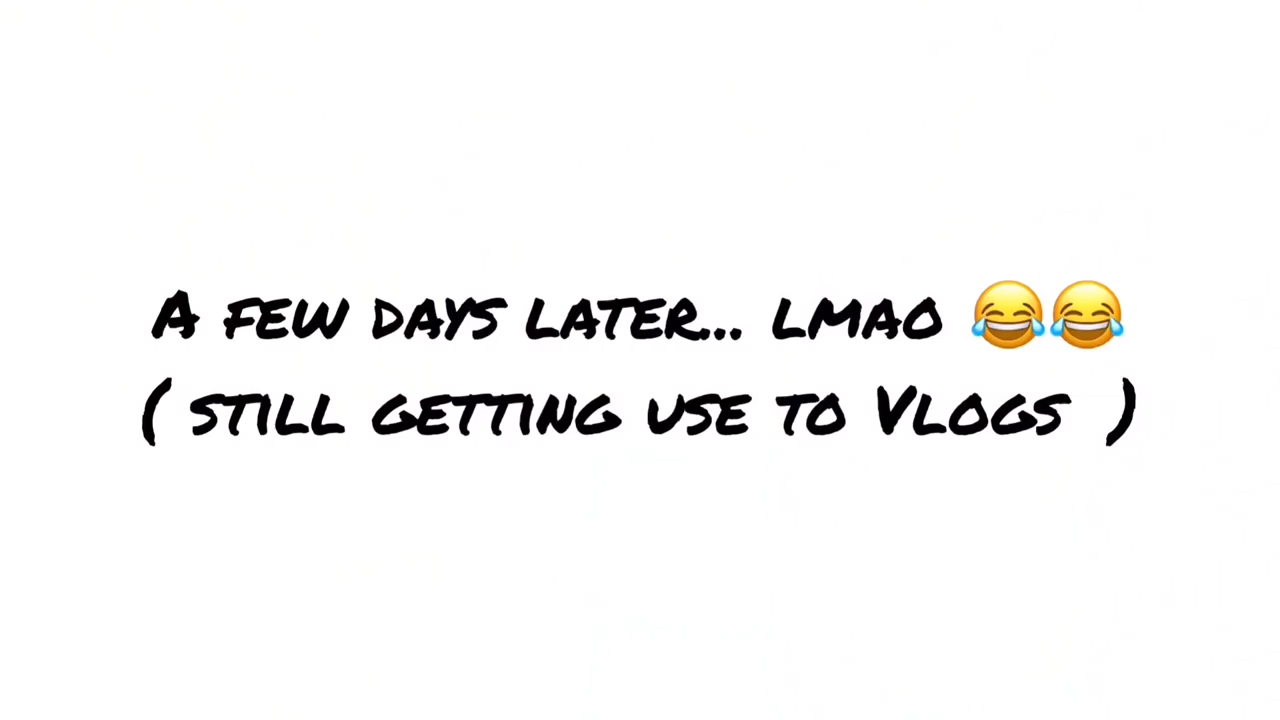 A few days later... lmao 😂😂
( still getting use to Vlogs )